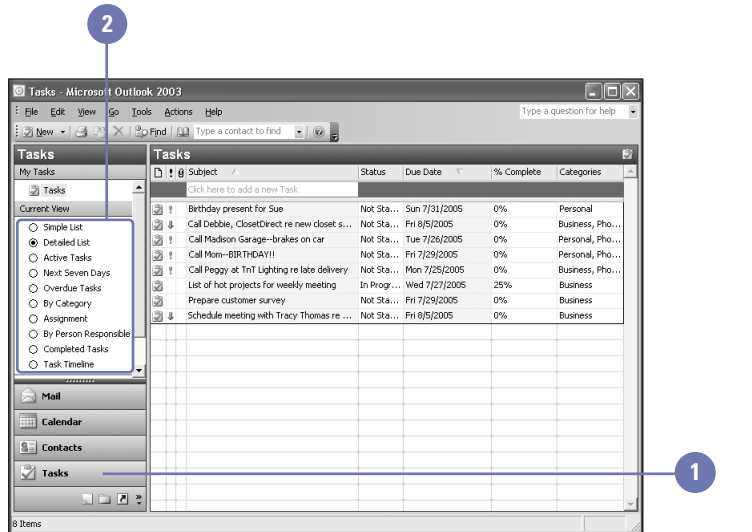 2
Tasks - Microsoft Outlook 2003
File Edit View Go Tools Actions Help Type a question for help
New Find Type a contact to find
Tasks
My Tasks
Tasks
Current View
Simple List
Detailed List
Active Tasks
Next Seven Days
Overdue Tasks
By Category
Assignment
By Person Responsible
Completed Tasks
Task Timeline
Mail
Calendar
Contacts
Tasks
Tasks
Subject Status Due Date % Complete Categories
Click here to add a new Task
Birthday present for Sue Not Sta... Sun 7/31/2005 0% Personal
Call Debbie, ClosetDirect re new closet s... Not Sta... Fri 8/5/2005 0% Business, Pho...
Call Madison Garage--brakes on car Not Sta... Tue 7/26/2005 0% Personal, Pho...
Call Mom--BIRTHDAY!! Not Sta... Fri 7/29/2005 0% Personal, Pho...
Call Peggy at TnT Lighting re late delivery Not Sta... Mon 7/25/2005 0% Business, Pho...
List of hot projects for weekly meeting In Progr... Wed 7/27/2005 25% Business
Prepare customer survey Not Sta... Fri 7/29/2005 0% Business
Schedule meeting with Tracy Thomas re ... Not Sta... Fri 8/5/2005 0% Business
1
8 Items